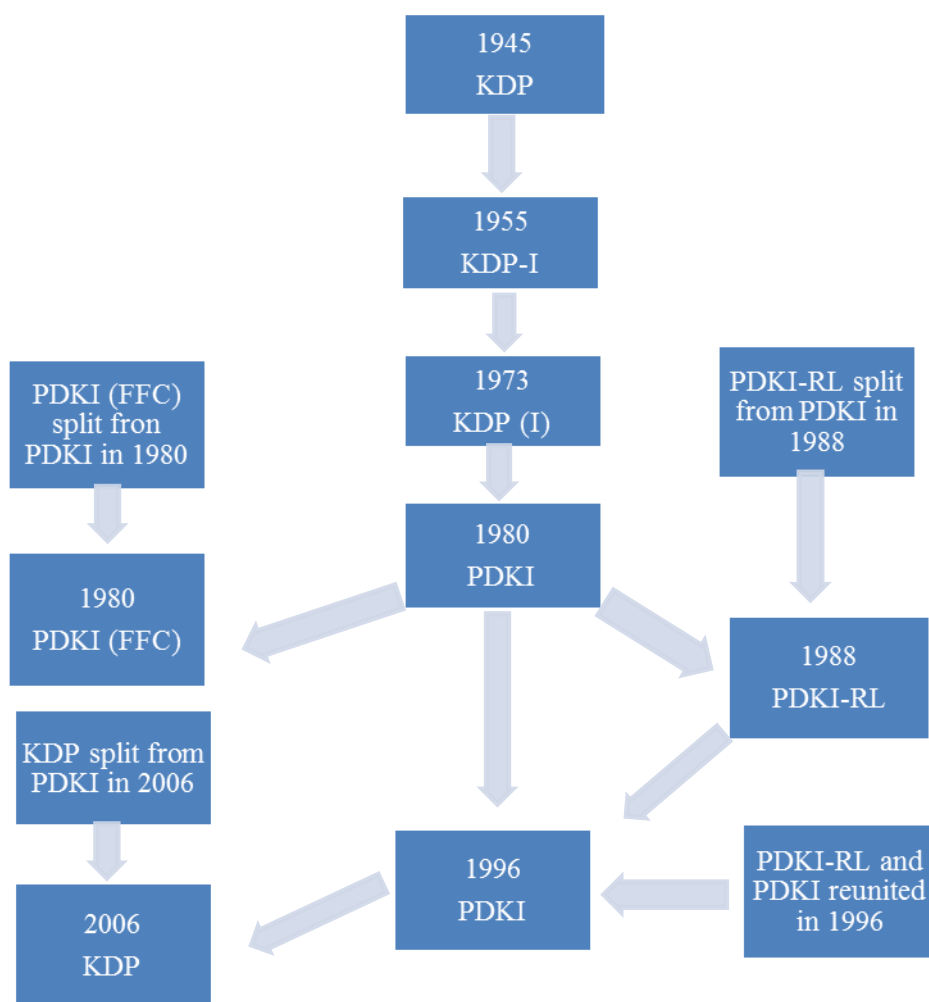 1945
KDP
1955
KDP-I
1973
KDP (I)
PDKI (FFC)
split fron
PDKI in 1980
PDKI-RL split
from PDKI in
1988
1980
PDKI
1980
PDKI (FFC)
1988
PDKI-RL
KDP split from
PDKI in 2006
1996
PDKI
PDKI-RL and
PDKI reunited
in 1996
2006
KDP